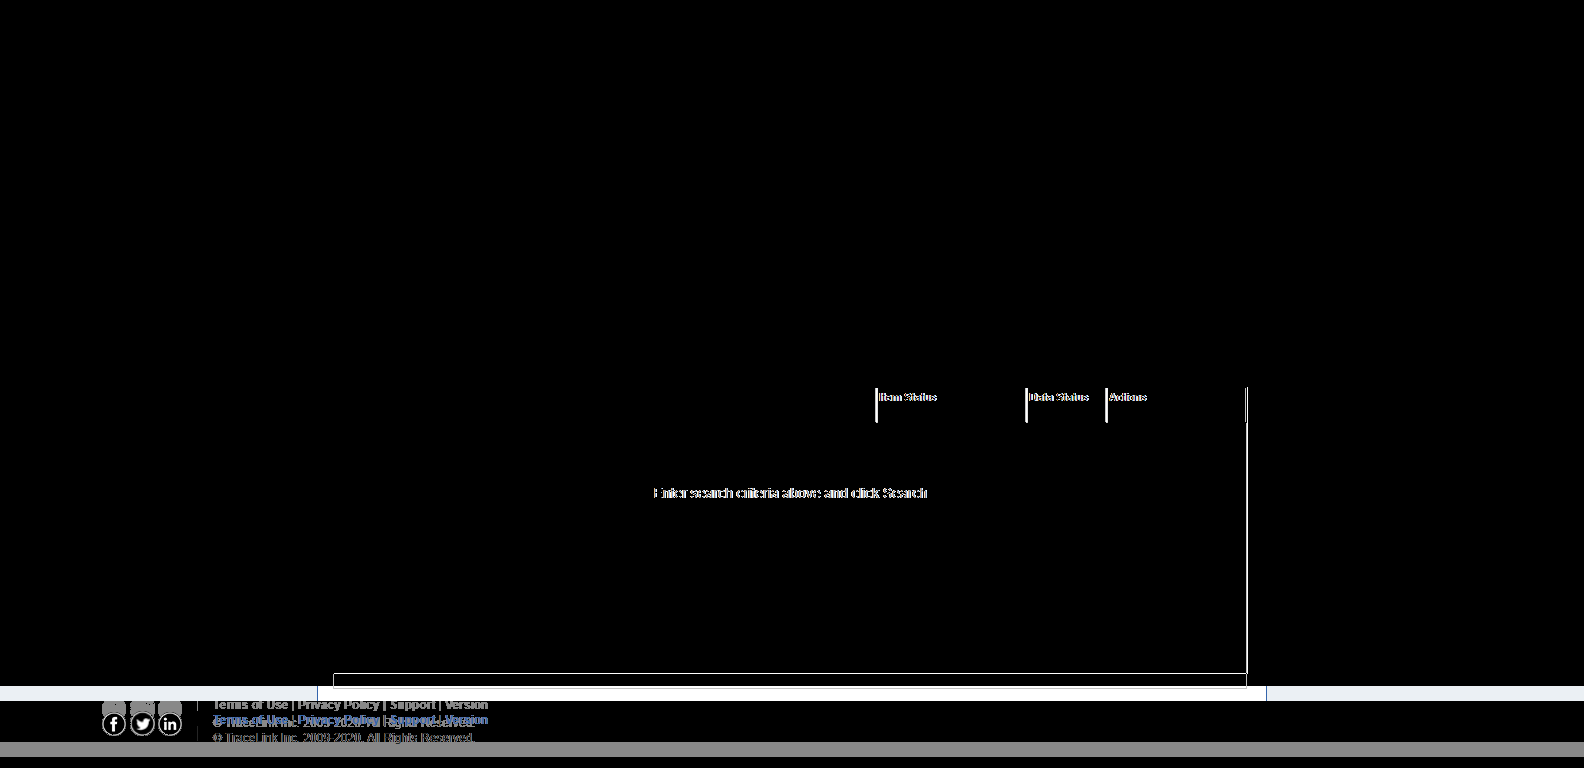 Item Status Data Status Actions
Enter search criteria above and click Search
Terms of Use | Privacy Policy | Support | Version
Terms of Use | Privacy Policy | Support | Version
© TraceLink Inc. 2009-2020. All Rights Reserved.
© TraceLink Inc. 2009-2020. All Rights Reserved.